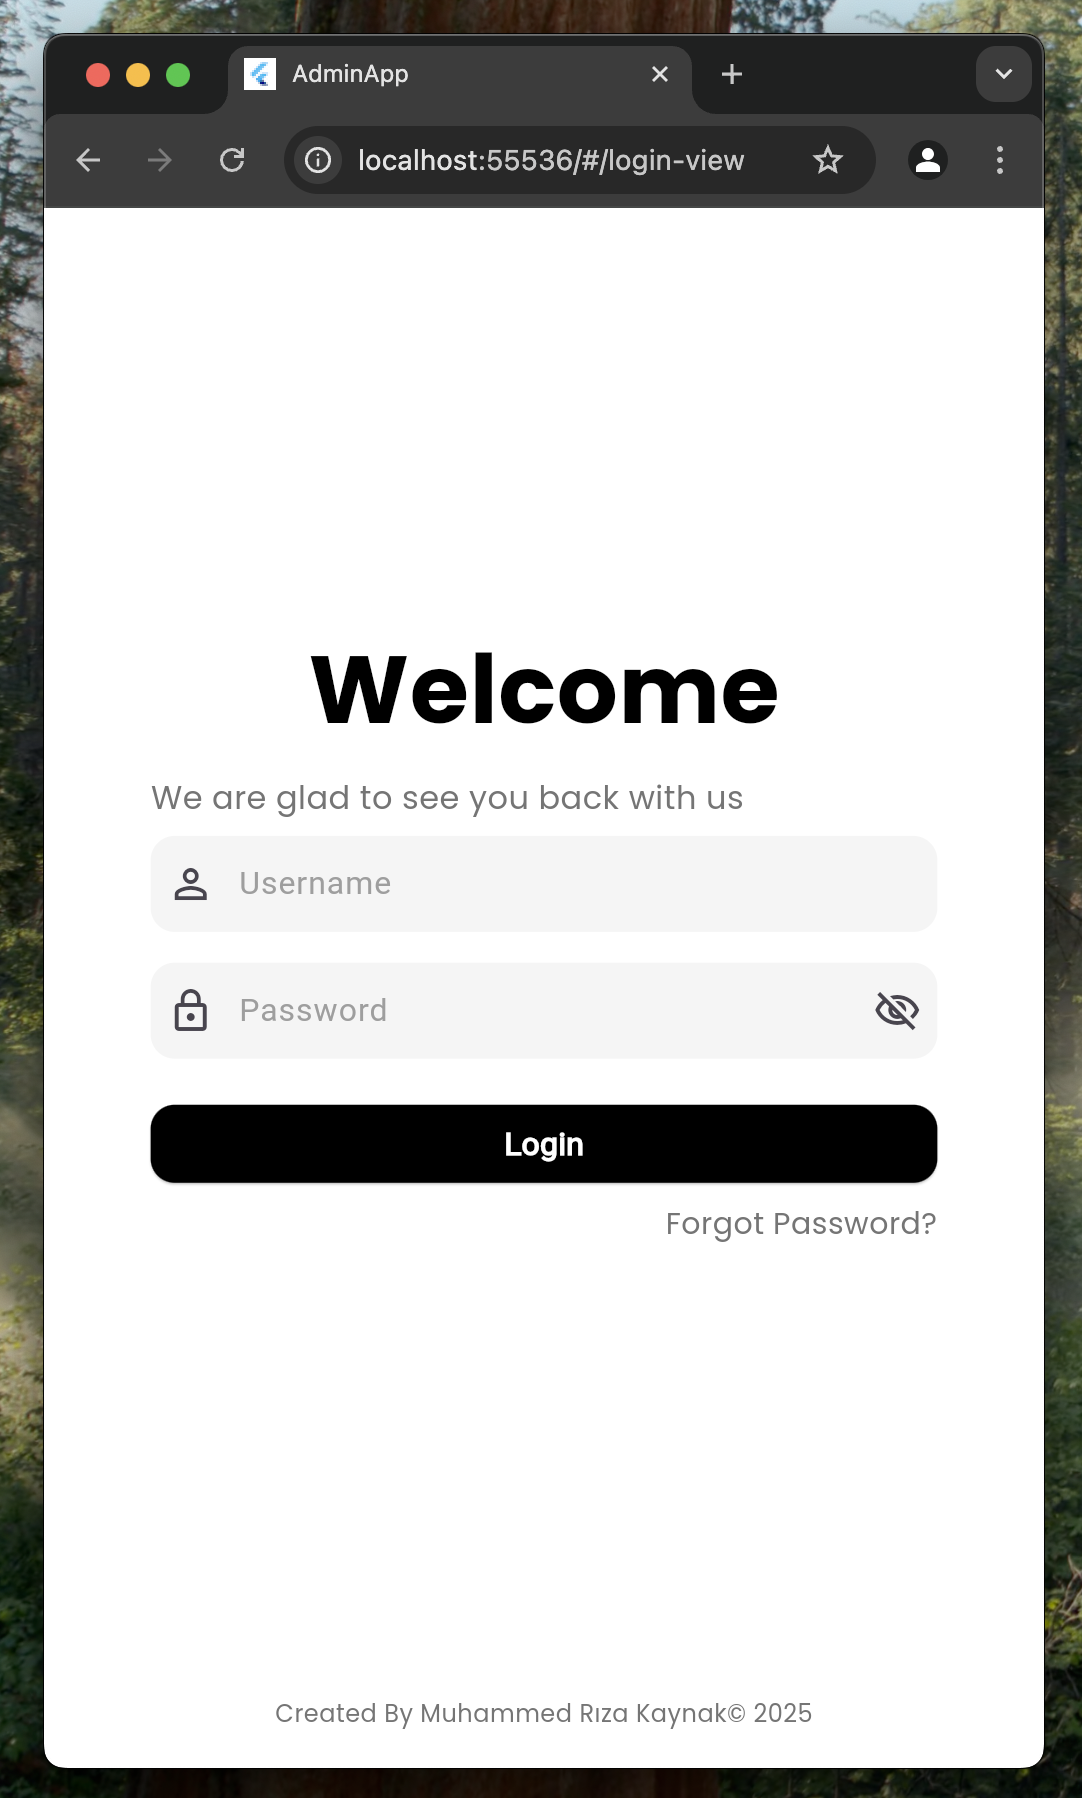 AdminApp
localhost:55536/#/login-view
Welcome
We are glad to see you back with us
Username
Password
Login
Forgot Password?
Created By Muhammed Rıza Kaynak© 2025